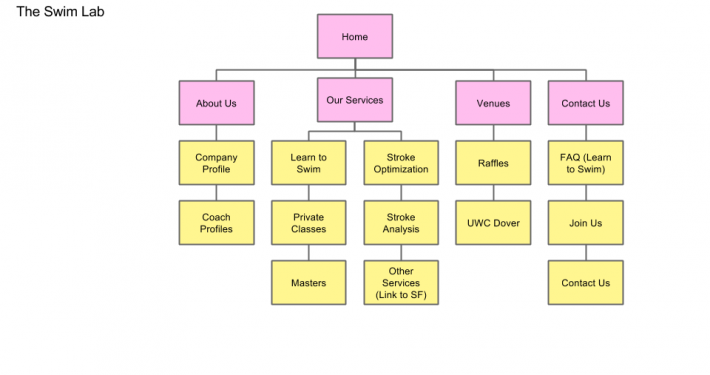 The Swim Lab
Home
About Us
Our Services
Venues
Contact Us
Company
Profile
Learn to
Swim
Stroke
Optimization
Raffles
FAQ (Learn
to Swim)
Coach
Profiles
Private
Classes
Stroke
Analysis
UWC Dover
Join Us
Masters
Other
Services
(Link to SF)
Contact Us